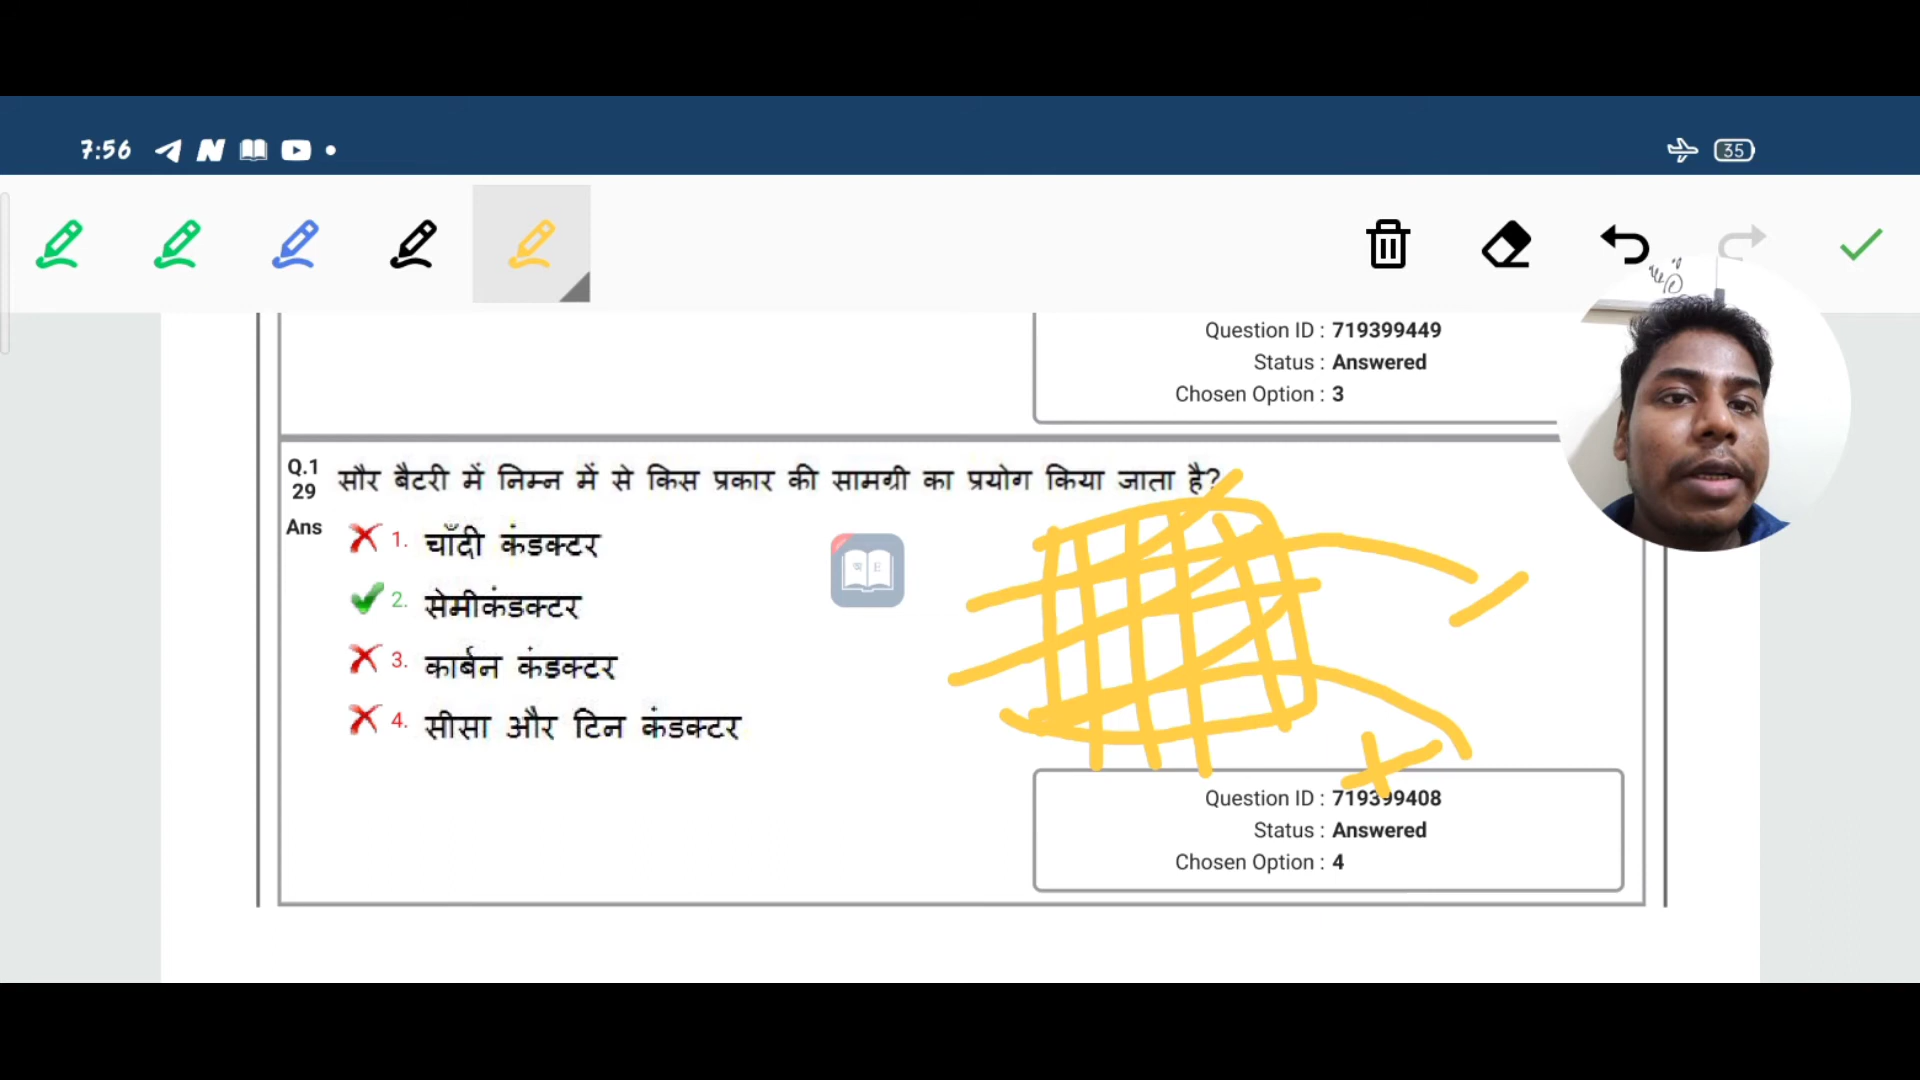 7:56
35
Question ID : 719399449
Status : Answered
Chosen Option : 3
Q.1
29
सौर बैटरी में निम्न में से किस प्रकार की सामग्री का प्रयोग किया जाता है?
Ans
1. चाँदी कंडक्टर
2. सेमीकंडक्टर
3. कार्बन कंडक्टर
4. सीसा और टिन कंडक्टर
अ E
+
Question ID : 719399408
Status : Answered
Chosen Option : 4